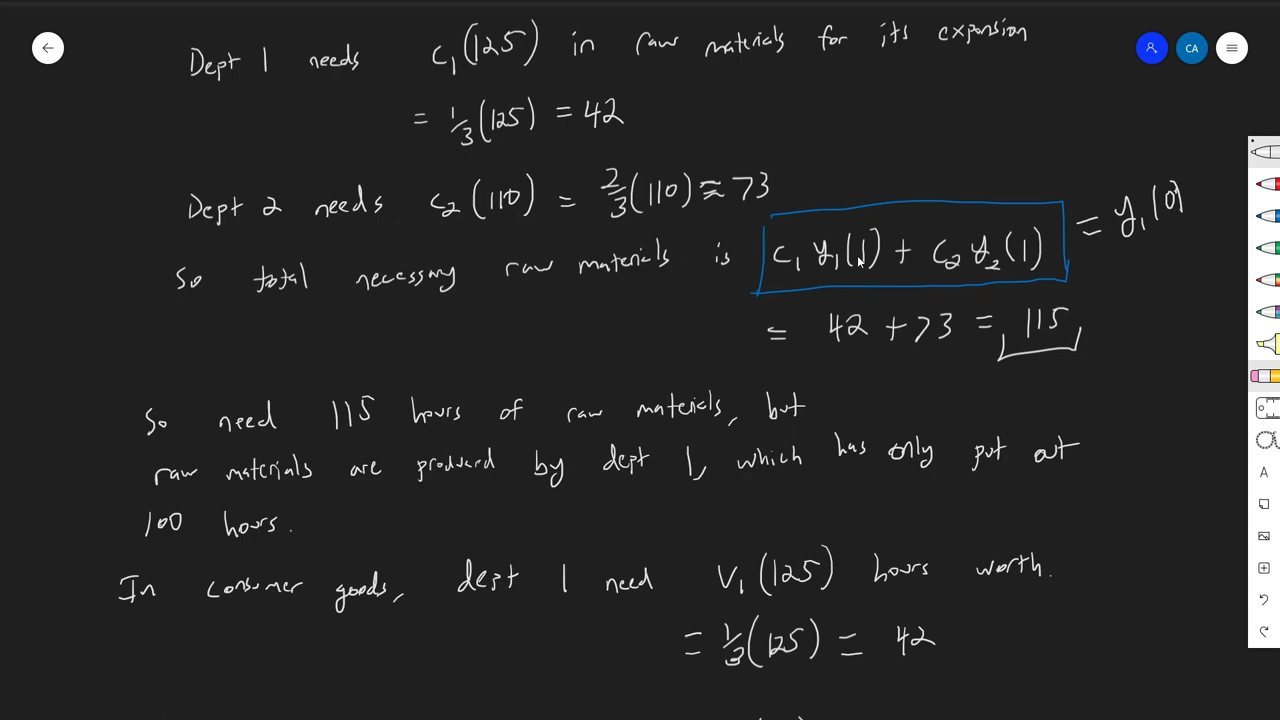 Dept 1 needs c₁(125) in raw materials for its expansion
= 1/3(125) = 42
Dept 2 needs c₂(110) = 2/3(110) ≈ 73
So total necessary raw materials is c₁ y₁(1) + c₂ y₂(1) = y₁(0)
= 42 + 73 = 115
So need 115 hours of raw materials, but
raw materials are produced by dept 1, which has only put out
100 hours.
In consumer goods, dept 1 need v₁(125) hours worth.
= 1/3(125) = 42
CA
A